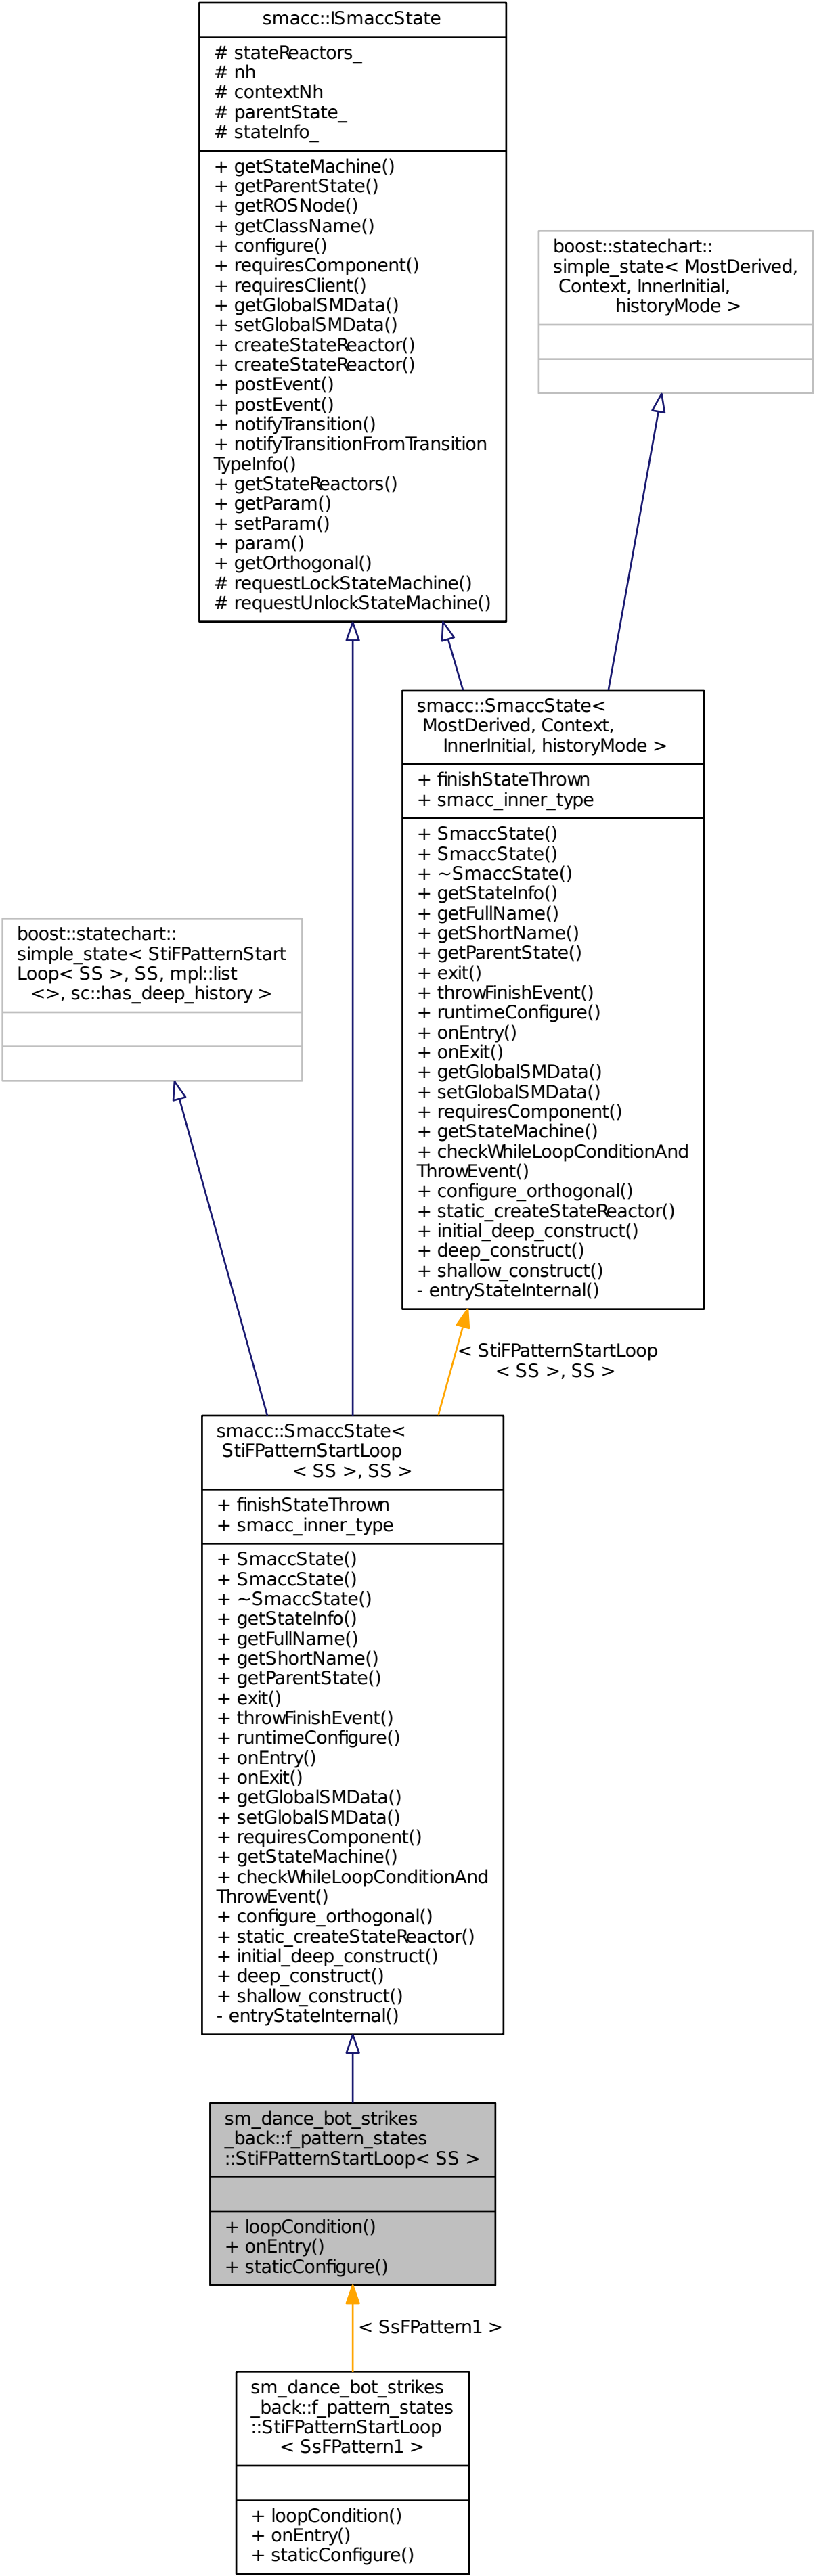 smacc::ISmaccState
# stateReactors_
# nh
# contextNh
# parentState_
# stateInfo_
+ getStateMachine()
+ getParentState()
+ getROSNode()
+ getClassName()
+ configure()
+ requiresComponent()
+ requiresClient()
+ getGlobalSMData()
+ setGlobalSMData()
+ createStateReactor()
+ createStateReactor()
+ postEvent()
+ postEvent()
+ notifyTransition()
+ notifyTransitionFromTransition
TypeInfo()
+ getStateReactors()
+ getParam()
+ setParam()
+ param()
+ getOrthogonal()
# requestLockStateMachine()
# requestUnlockStateMachine()
boost::statechart::
simple_state< MostDerived,
Context, InnerInitial,
historyMode >
smacc::SmaccState<
MostDerived, Context,
InnerInitial, historyMode >
+ finishStateThrown
+ smacc_inner_type
+ SmaccState()
+ SmaccState()
+ ~SmaccState()
+ getStateInfo()
+ getFullName()
+ getShortName()
+ getParentState()
+ exit()
+ throwFinishEvent()
+ runtimeConfigure()
+ onEntry()
+ onExit()
+ getGlobalSMData()
+ setGlobalSMData()
+ requiresComponent()
+ getStateMachine()
+ checkWhileLoopConditionAnd
ThrowEvent()
+ configure_orthogonal()
+ static_createStateReactor()
+ initial_deep_construct()
+ deep_construct()
+ shallow_construct()
- entryStateInternal()
boost::statechart::
simple_state< StiFPatternStart
Loop< SS >, SS, mpl::list
<>, sc::has_deep_history >
< StiFPatternStartLoop
< SS >, SS >
smacc::SmaccState<
StiFPatternStartLoop
< SS >, SS >
+ finishStateThrown
+ smacc_inner_type
+ SmaccState()
+ SmaccState()
+ ~SmaccState()
+ getStateInfo()
+ getFullName()
+ getShortName()
+ getParentState()
+ exit()
+ throwFinishEvent()
+ runtimeConfigure()
+ onEntry()
+ onExit()
+ getGlobalSMData()
+ setGlobalSMData()
+ requiresComponent()
+ getStateMachine()
+ checkWhileLoopConditionAnd
ThrowEvent()
+ configure_orthogonal()
+ static_createStateReactor()
+ initial_deep_construct()
+ deep_construct()
+ shallow_construct()
- entryStateInternal()
sm_dance_bot_strikes
_back::f_pattern_states
::StiFPatternStartLoop< SS >
+ loopCondition()
+ onEntry()
+ staticConfigure()
< SsFPattern1 >
sm_dance_bot_strikes
_back::f_pattern_states
::StiFPatternStartLoop
< SsFPattern1 >
+ loopCondition()
+ onEntry()
+ staticConfigure()